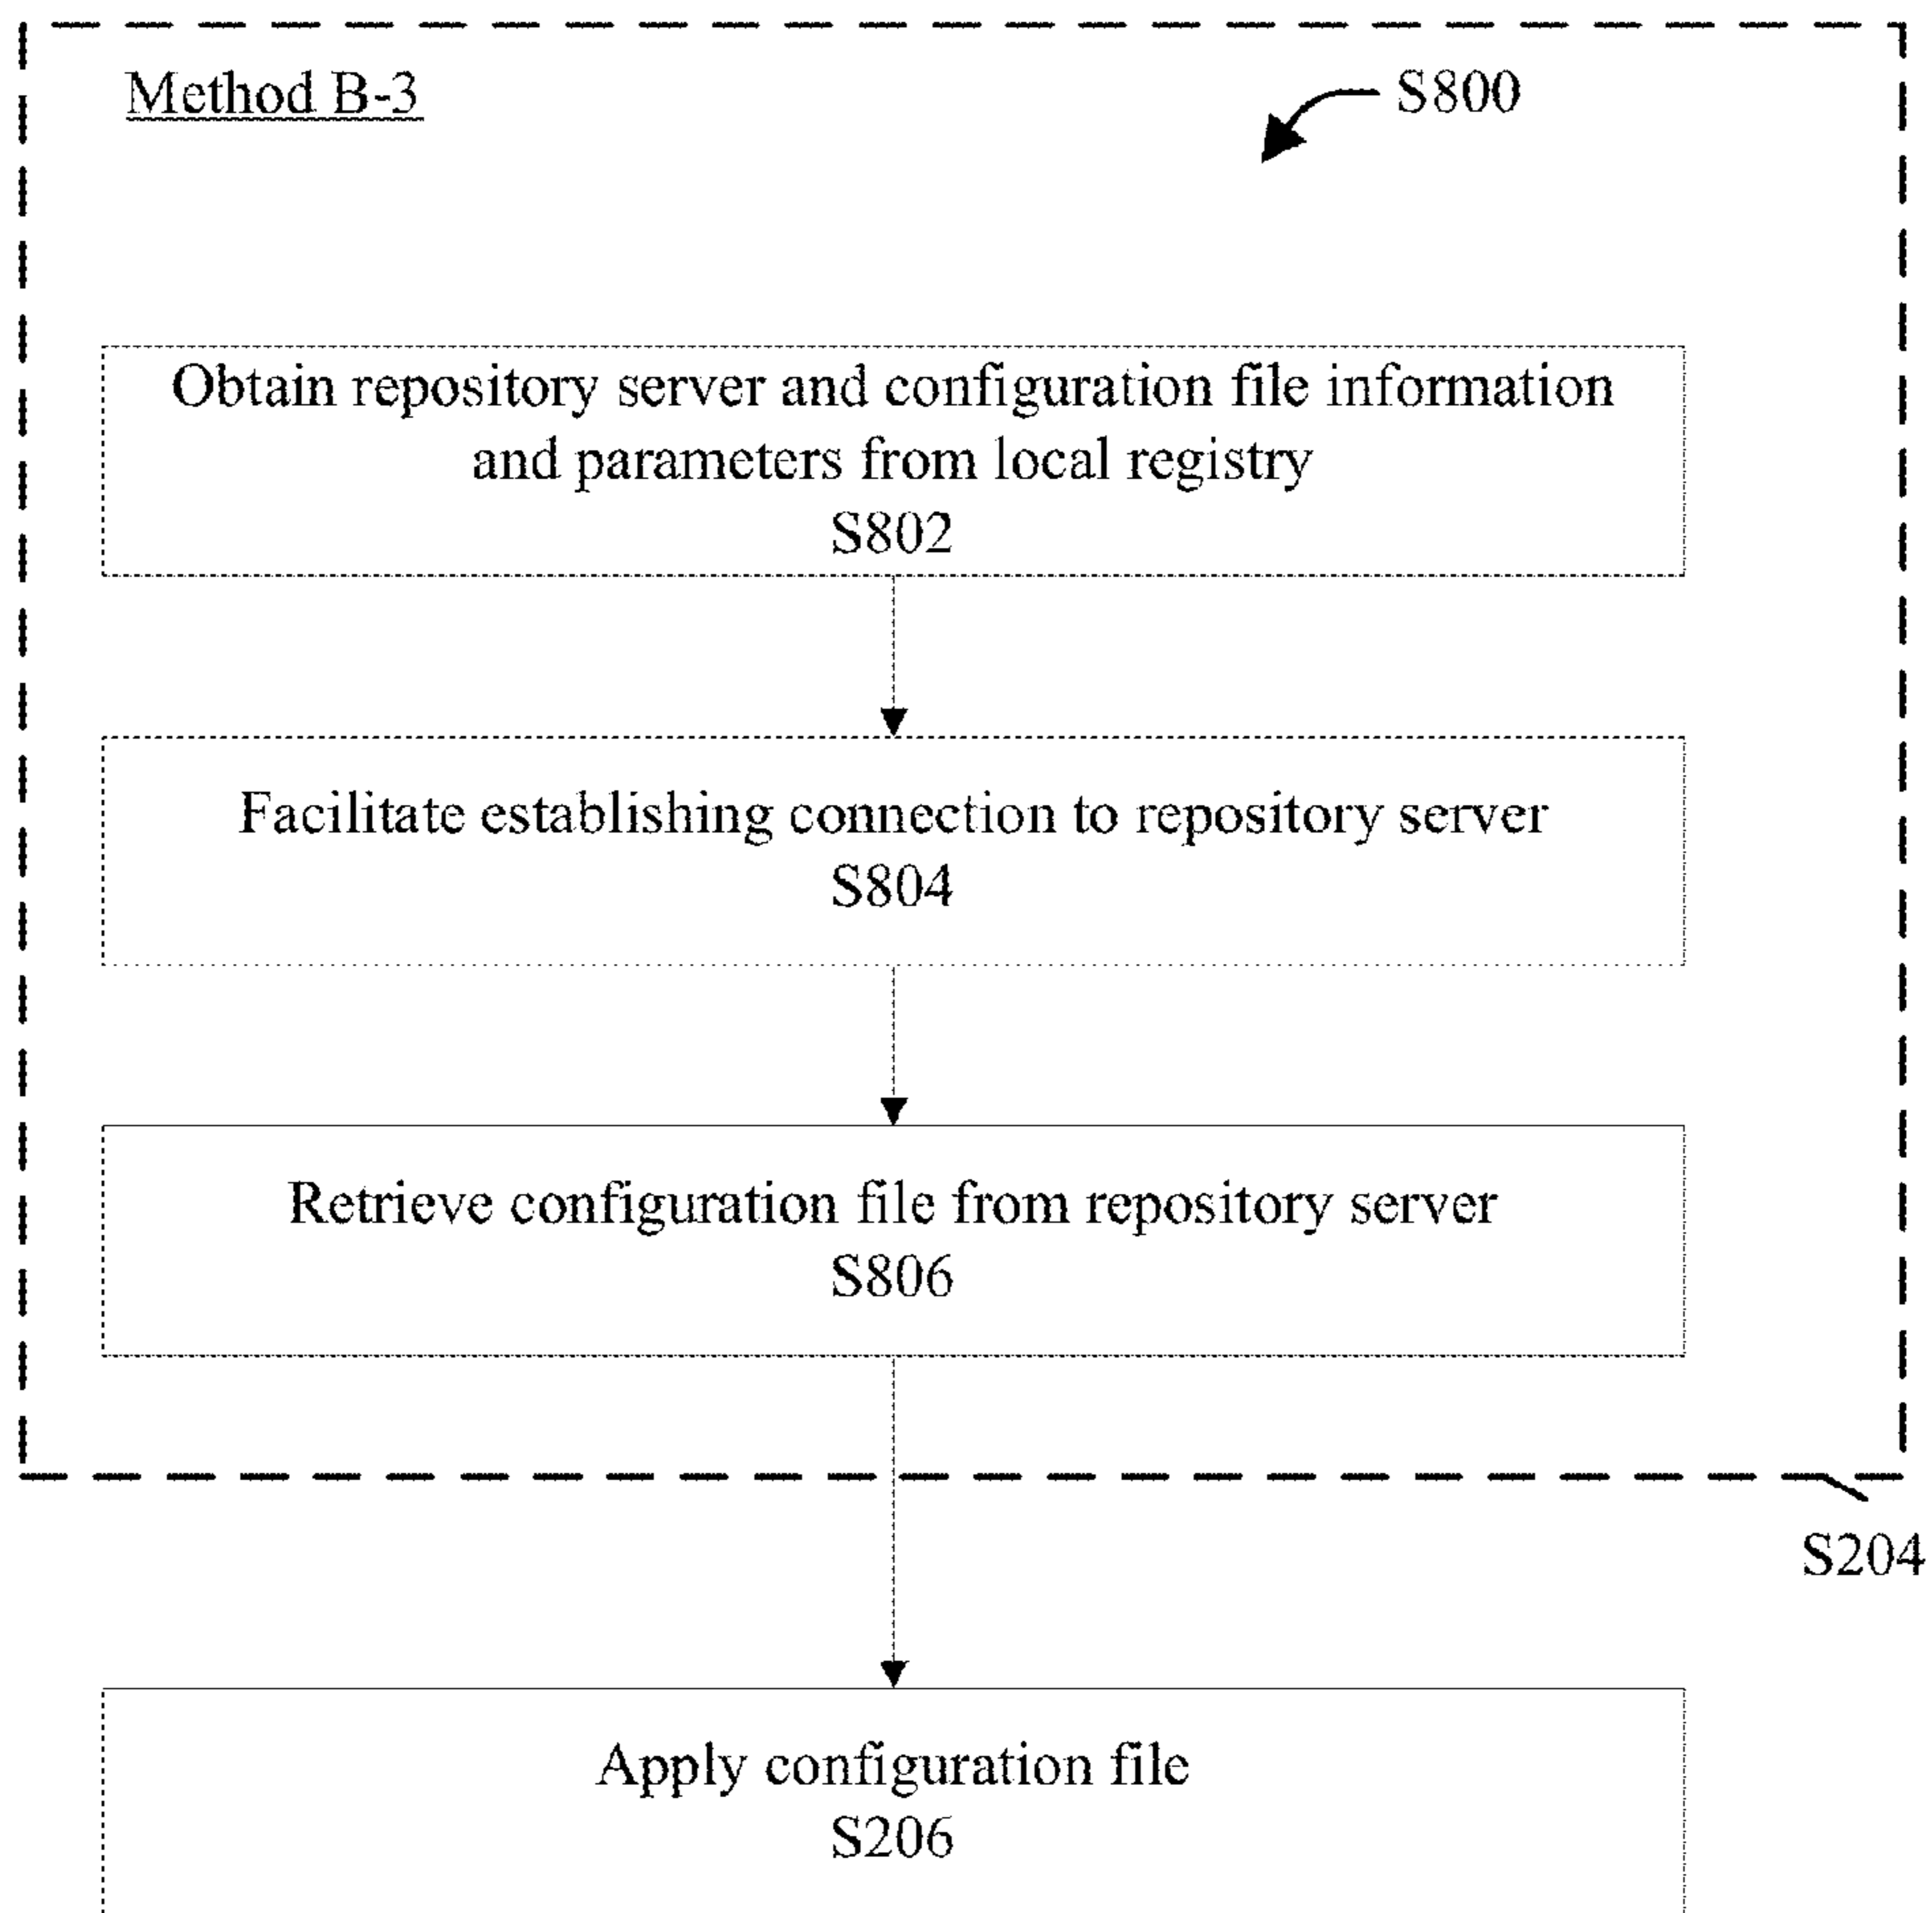 Method B-3
S800
Obtain repository server and configuration file information
and parameters from local registry
S802
Facilitate establishing connection to repository server
S804
Retrieve configuration file from repository server
S806
S204
Apply configuration file
S206